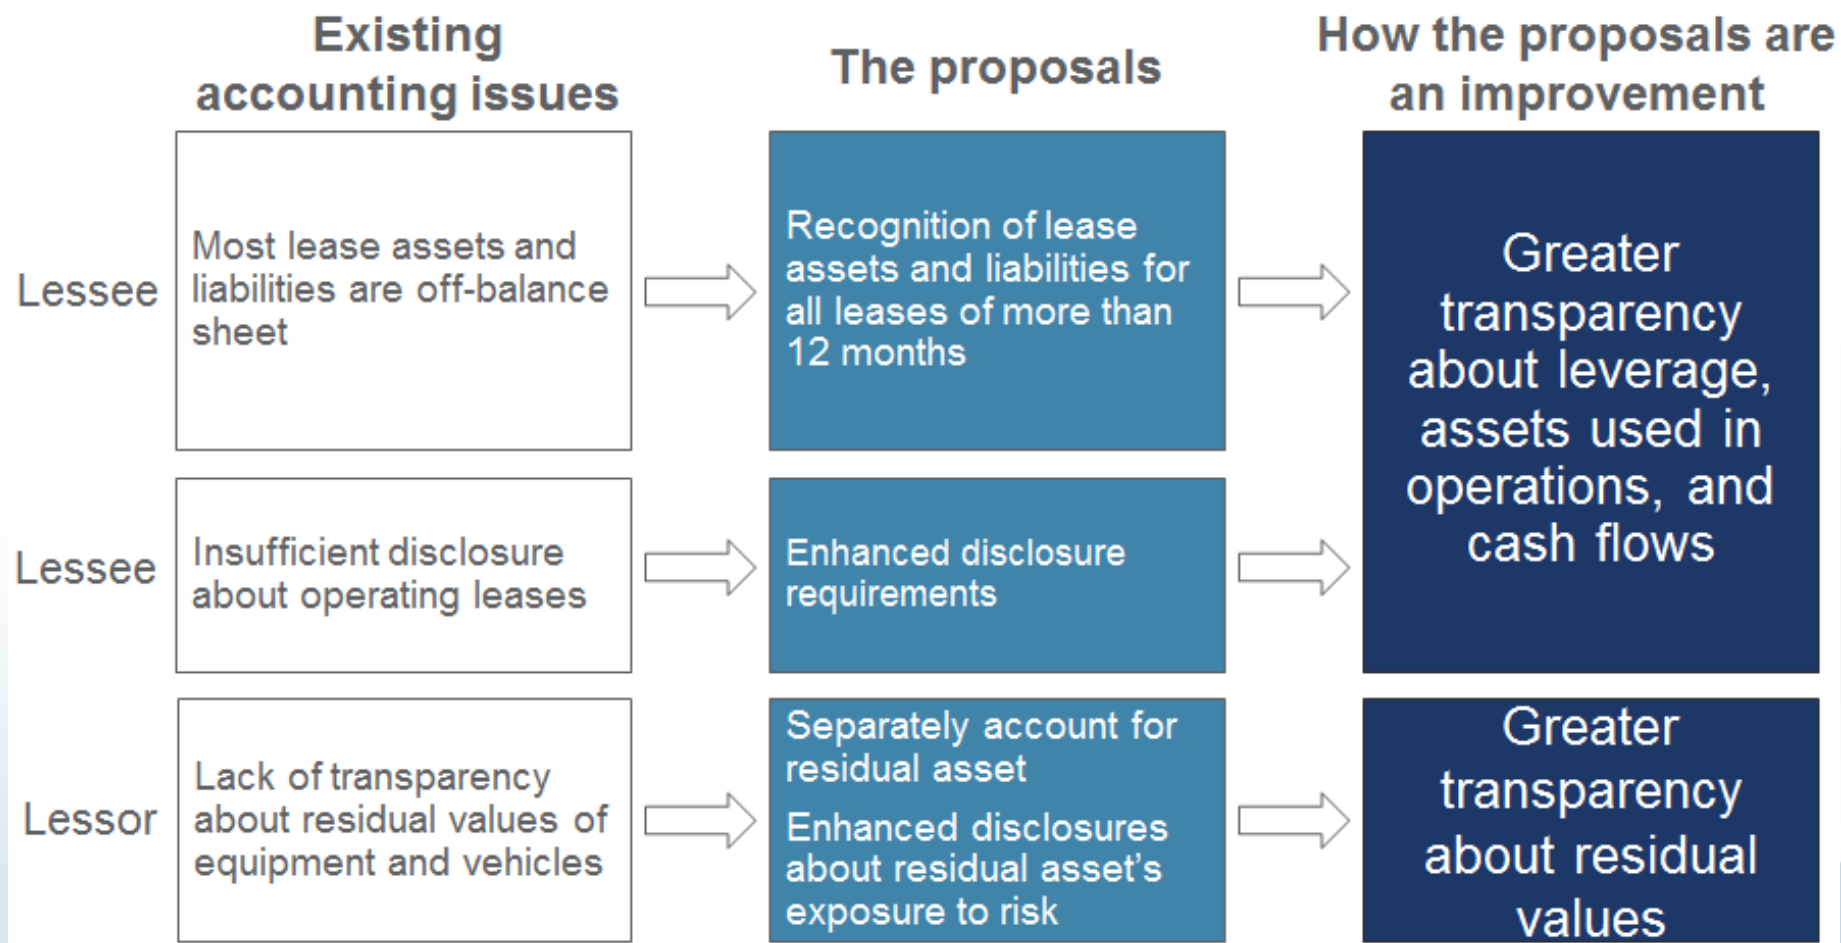 Existing
accounting issues
The proposals
How the proposals are
an improvement
Lessee
Most lease assets and
liabilities are off-balance
sheet
Recognition of lease
assets and liabilities for
all leases of more than
12 months
Greater
transparency
about leverage,
assets used in
operations, and
cash flows
Lessee
Insufficient disclosure
about operating leases
Enhanced disclosure
requirements
Lessor
Lack of transparency
about residual values of
equipment and vehicles
Separately account for
residual asset
Enhanced disclosures
about residual asset's
exposure to risk
Greater
transparency
about residual
values